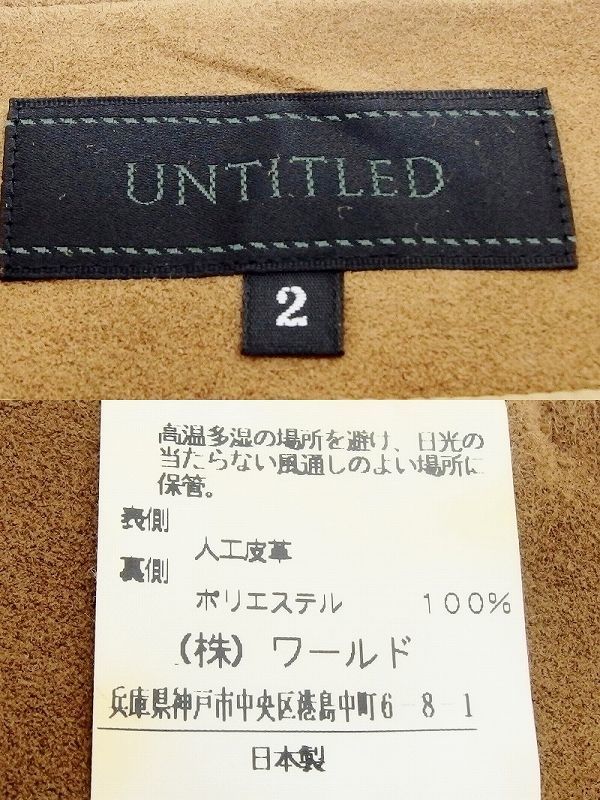 UNTITLED
2
高温多湿の場所を避け、日光の
当たらない風通しのよい場所に
保管。
表側
人工皮革
裏側
ポリエステル 100%
(株) ワールド
兵庫県神戸市中央区港島中町6-8-1
日本製